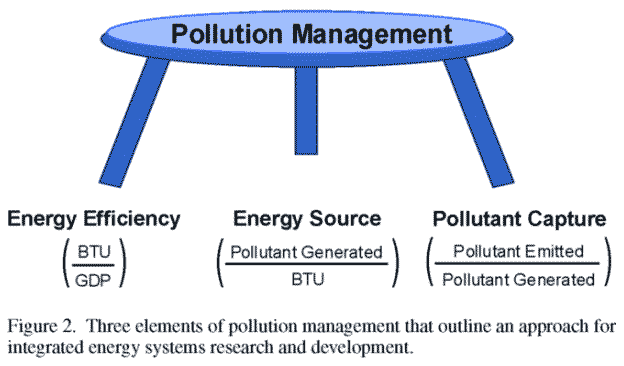 Pollution Management
Energy Efficiency
BTU
GDP
Energy Source
Pollutant Generated
BTU
Pollutant Capture
Pollutant Emitted
Pollutant Generated
Figure 2. Three elements of pollution management that outline an approach for
integrated energy systems research and development.